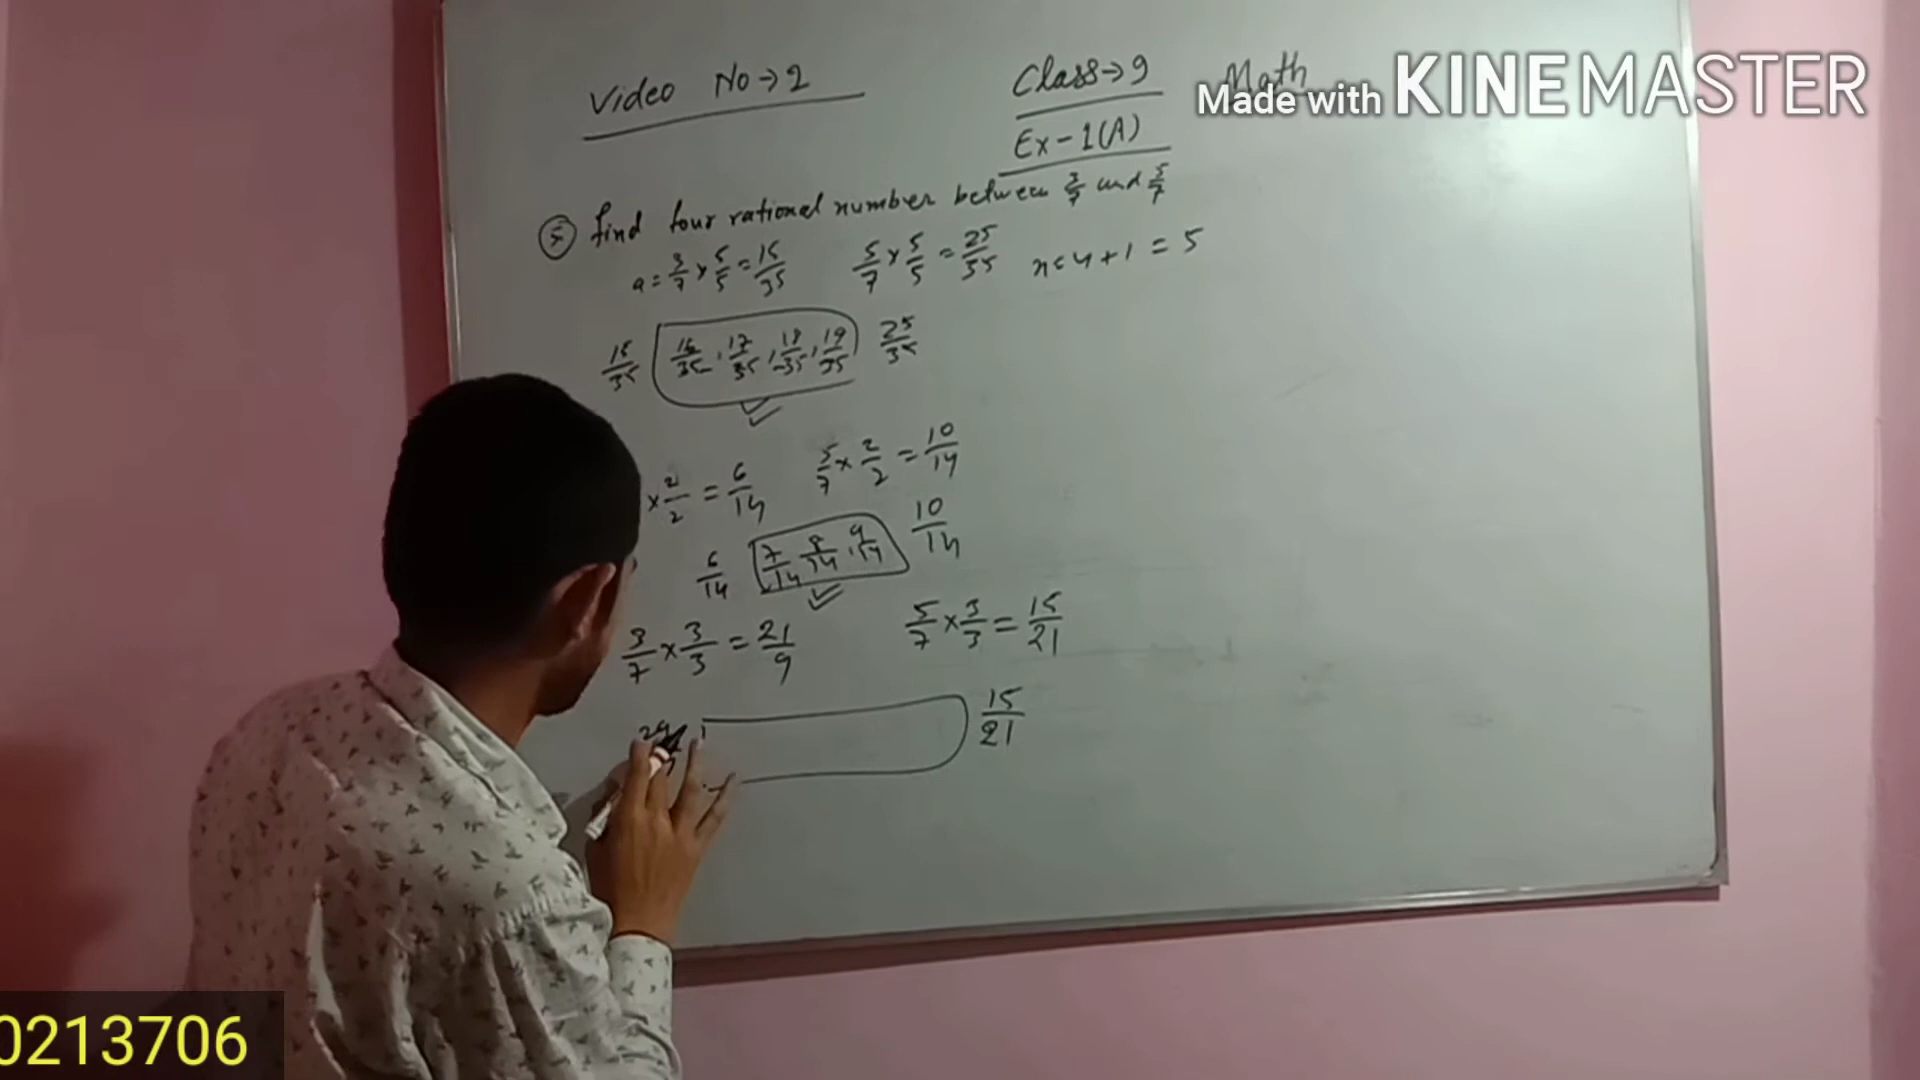 Video No→2
Class→9 Math
Made with KINEMASTER
Ex-1(A)
(5) find four rational number between 3/7 and 5/7
a = 3/7 × 5/5 = 15/35 5/7 × 5/5 = 25/35 n=4+1=5
15/35 16/35, 17/35, 18/35, 19/35 25/35
× 2/2 = 6/14 5/7 × 2/2 = 10/14
6/14 7/14, 8/14, 9/14 10/14
3/7 × 3/3 = 21/9 5/7 × 3/3 = 15/21
15/21
0213706